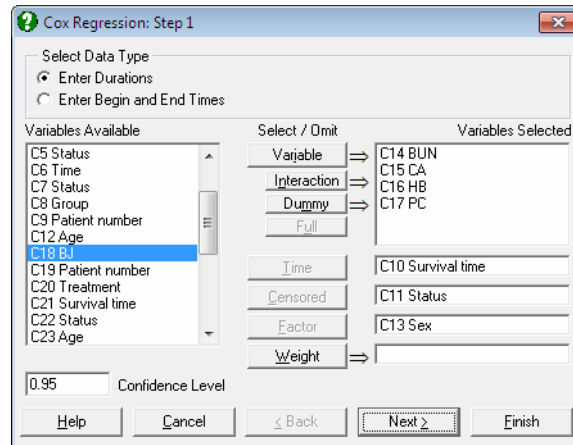 Cox Regression: Step 1
Select Data Type
Enter Durations
Enter Begin and End Times
Variables Available
Select / Omit
Variables Selected
C5 Status
C6 Time
C7 Status
C8 Group
C9 Patient number
C12 Age
C18 BJ
C19 Patient number
C20 Treatment
C21 Survival time
C22 Status
C23 Age
Variable
Interaction
Dummy
Full
C14 BUN
C15 CA
C16 HB
C17 PC
Time
C10 Survival time
Censored
C11 Status
Factor
C13 Sex
Weight
0.95 Confidence Level
Help
Cancel
< Back
Next >
Finish